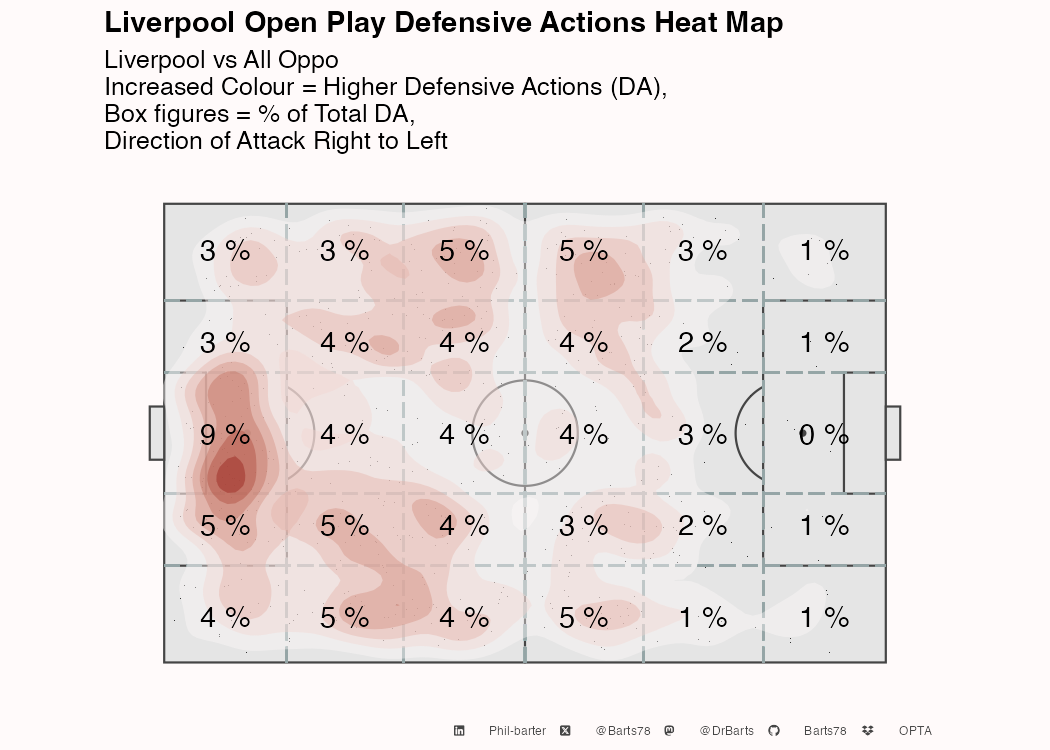 Liverpool Open Play Defensive Actions Heat Map
Liverpool vs All Oppo
Increased Colour = Higher Defensive Actions (DA),
Box figures = % of Total DA,
Direction of Attack Right to Left
3 % 3 % 5 % 5 % 3 % 1 %
3 % 4 % 4 % 4 % 2 % 1 %
9 % 4 % 4 % 4 % 3 % 0 %
5 % 5 % 4 % 3 % 2 % 1 %
4 % 5 % 4 % 5 % 1 % 1 %
Phil-barter @Barts78 @DrBarts Barts78 OPTA